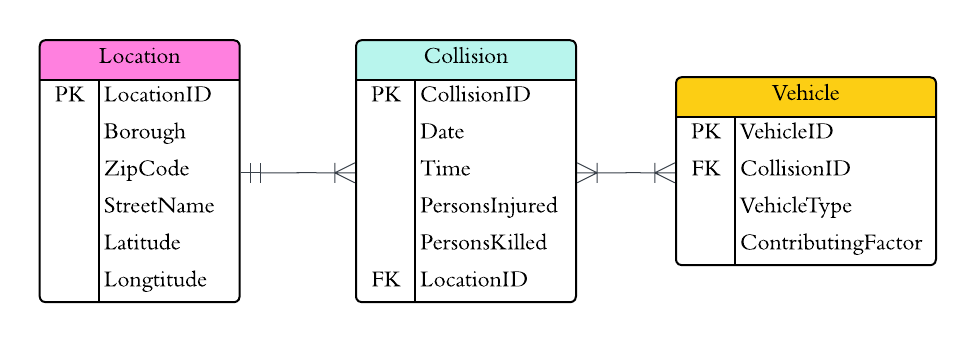 Location
PK LocationID
Borough
ZipCode
StreetName
Latitude
Longtitude
Collision
PK CollisionID
Date
Time
PersonsInjured
PersonsKilled
FK LocationID
Vehicle
PK VehicleID
FK CollisionID
VehicleType
ContributingFactor